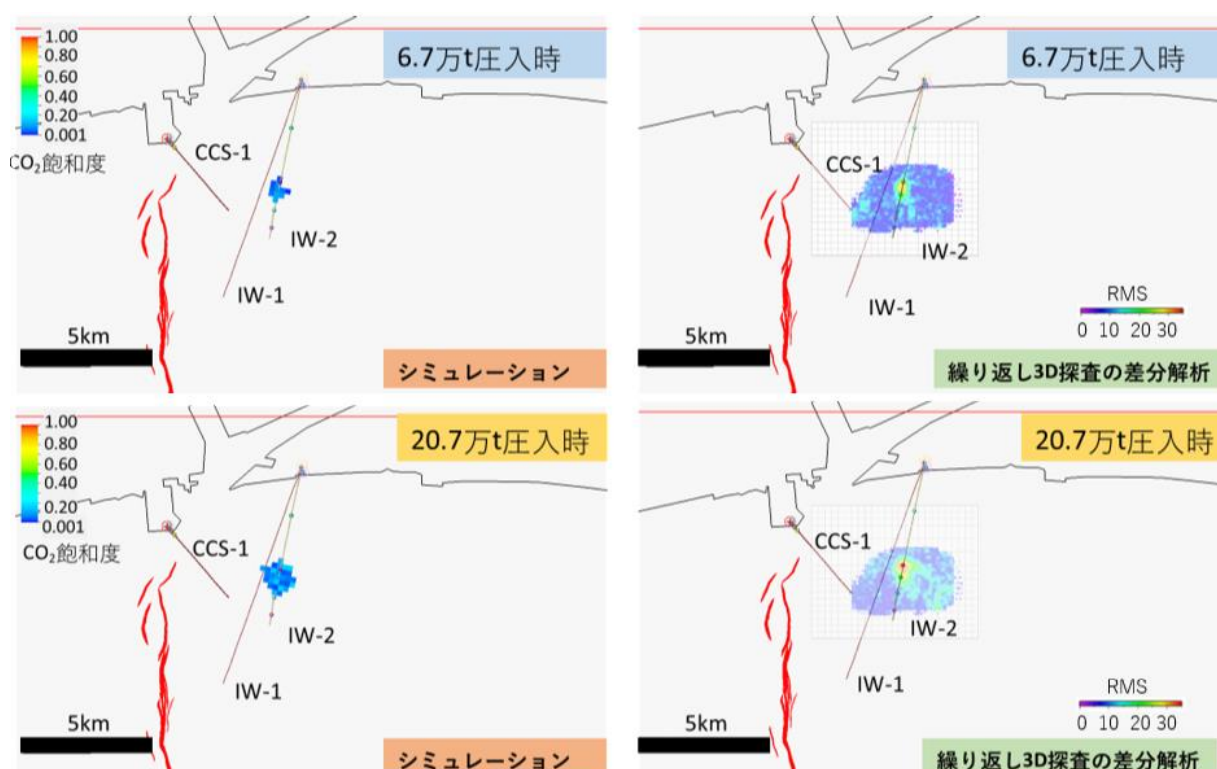 1.00
0.80
0.60
0.40
0.20
0.001
CO₂飽和度
6.7万t圧入時
CCS-1
IW-2
IW-1
5km
シミュレーション
6.7万t圧入時
CCS-1
IW-2
IW-1
RMS
0 10 20 30
5km
繰り返し3D探査の差分解析
1.00
0.80
0.60
0.40
0.20
0.001
CO₂飽和度
20.7万t圧入時
CCS-1
IW-2
IW-1
5km
シミュレーション
20.7万t圧入時
CCS-1
IW-2
IW-1
RMS
0 10 20 30
5km
繰り返し3D探査の差分解析